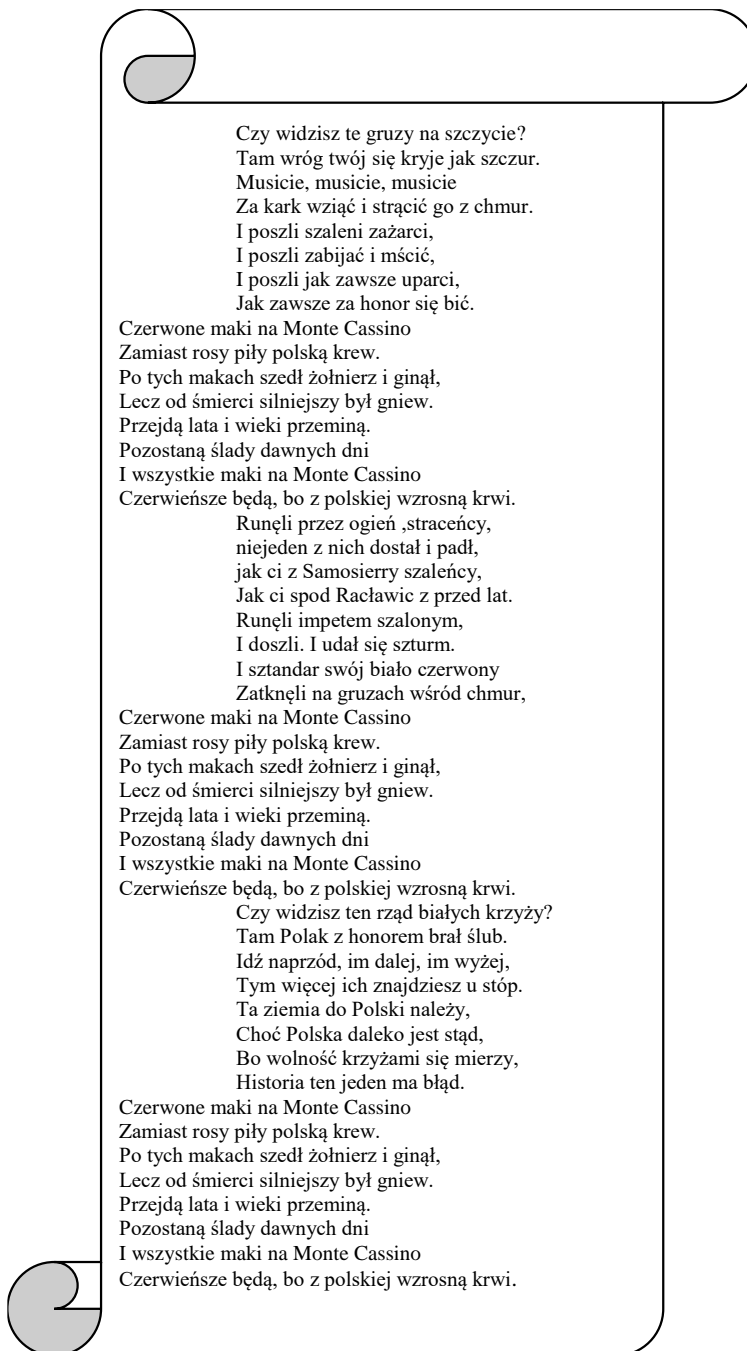 Czy widzisz te gruzy na szczycie?
Tam wróg twój się kryje jak szczur.
Musicie, musicie, musicie
Za kark wziąć i strącić go z chmur.
I poszli szaleni zażarci,
I poszli zabijać i mścić,
I poszli jak zawsze uparci,
Jak zawsze za honor się bić.
Czerwone maki na Monte Cassino
Zamiast rosy piły polską krew.
Po tych makach szedł żołnierz i ginął,
Lecz od śmierci silniejszy był gniew.
Przejdą lata i wieki przeminą.
Pozostaną ślady dawnych dni
I wszystkie maki na Monte Cassino
Czerwieńsze będą, bo z polskiej wzrosną krwi.
Runęli przez ogień ,straceńcy,
niejeden z nich dostał i padł,
jak ci z Samosierry szaleńcy,
Jak ci spod Racławic z przed lat.
Runęli impetem szalonym,
I doszli. I udał się szturm.
I sztandar swój biało czerwony
Zatknęli na gruzach wśród chmur,
Czerwone maki na Monte Cassino
Zamiast rosy piły polską krew.
Po tych makach szedł żołnierz i ginął,
Lecz od śmierci silniejszy był gniew.
Przejdą lata i wieki przeminą.
Pozostaną ślady dawnych dni
I wszystkie maki na Monte Cassino
Czerwieńsze będą, bo z polskiej wzrosną krwi.
Czy widzisz ten rząd białych krzyży?
Tam Polak z honorem brał ślub.
Idź naprzód, im dalej, im wyżej,
Tym więcej ich znajdziesz u stóp.
Ta ziemia do Polski należy,
Choć Polska daleko jest stąd,
Bo wolność krzyżami się mierzy,
Historia ten jeden ma błąd.
Czerwone maki na Monte Cassino
Zamiast rosy piły polską krew.
Po tych makach szedł żołnierz i ginął,
Lecz od śmierci silniejszy był gniew.
Przejdą lata i wieki przeminą.
Pozostaną ślady dawnych dni
I wszystkie maki na Monte Cassino
Czerwieńsze będą, bo z polskiej wzrosną krwi.